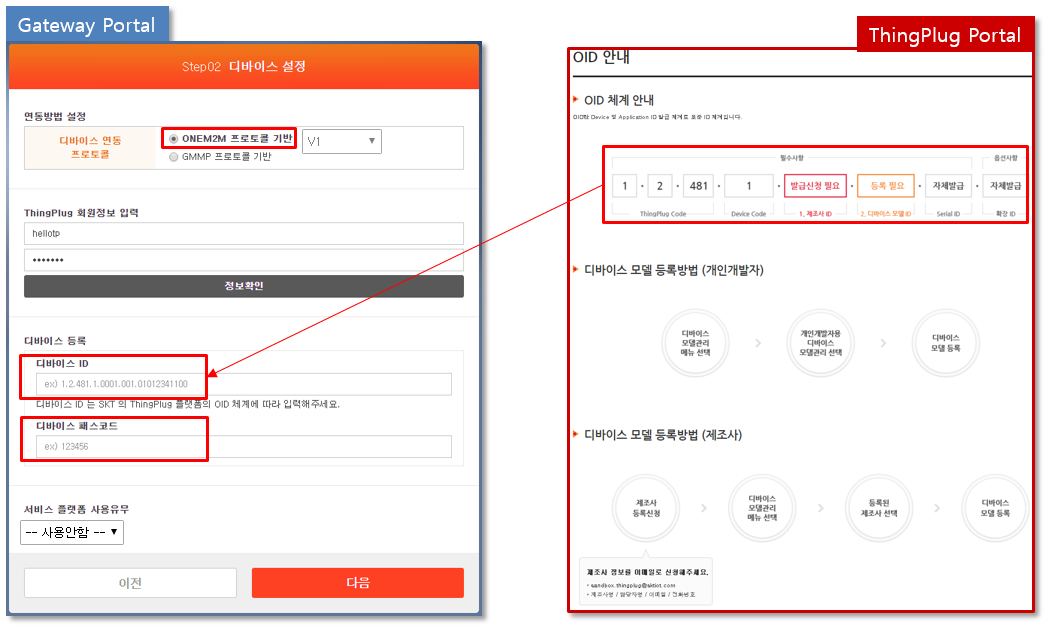 Gateway Portal
Step02 디바이스 설정
연동방법 설정
디바이스 연동
프로토콜
ONEM2M 프로토콜 기반
V1
GMMP 프로토콜 기반
ThingPlug 회원정보 입력
hellotp
•••••••
정보확인
디바이스 등록
디바이스 ID
ex) 1.2.481.1.0001.001.01012341100
디바이스 ID 는 SKT 의 ThingPlug 플랫폼의 OID 체계에 따라 입력해주세요.
디바이스 패스코드
ex) 123456
서비스 플랫폼 사용유무
-- 사용안함 --
이전
다음
ThingPlug Portal
OID 안내
OID 체계 안내
OID란 Device 및 Application ID 발급 체계로 표준 ID 체계입니다.
필수사항
옵션사항
1 • 2 • 481 • 1 • 발급신청 필요 • 등록 필요 • 자체발급 • 자체발급
ThingPlug Code
Device Code
1. 제조사 ID
2. 디바이스 모델 ID
Serial ID
확장 ID
디바이스 모델 등록방법 (개인개발자)
디바이스
모델관리
메뉴 선택
개인개발자용
디바이스
모델관리 선택
디바이스
모델 등록
디바이스 모델 등록방법 (제조사)
제조사
등록신청
디바이스
모델관리
메뉴 선택
등록된
제조사 선택
디바이스
모델 등록
제조사 정보를 이메일로 신청해주세요.
• sandbox.thingplug@sktiot.com
• 제조사명 / 담당자명 / 이메일 / 전화번호